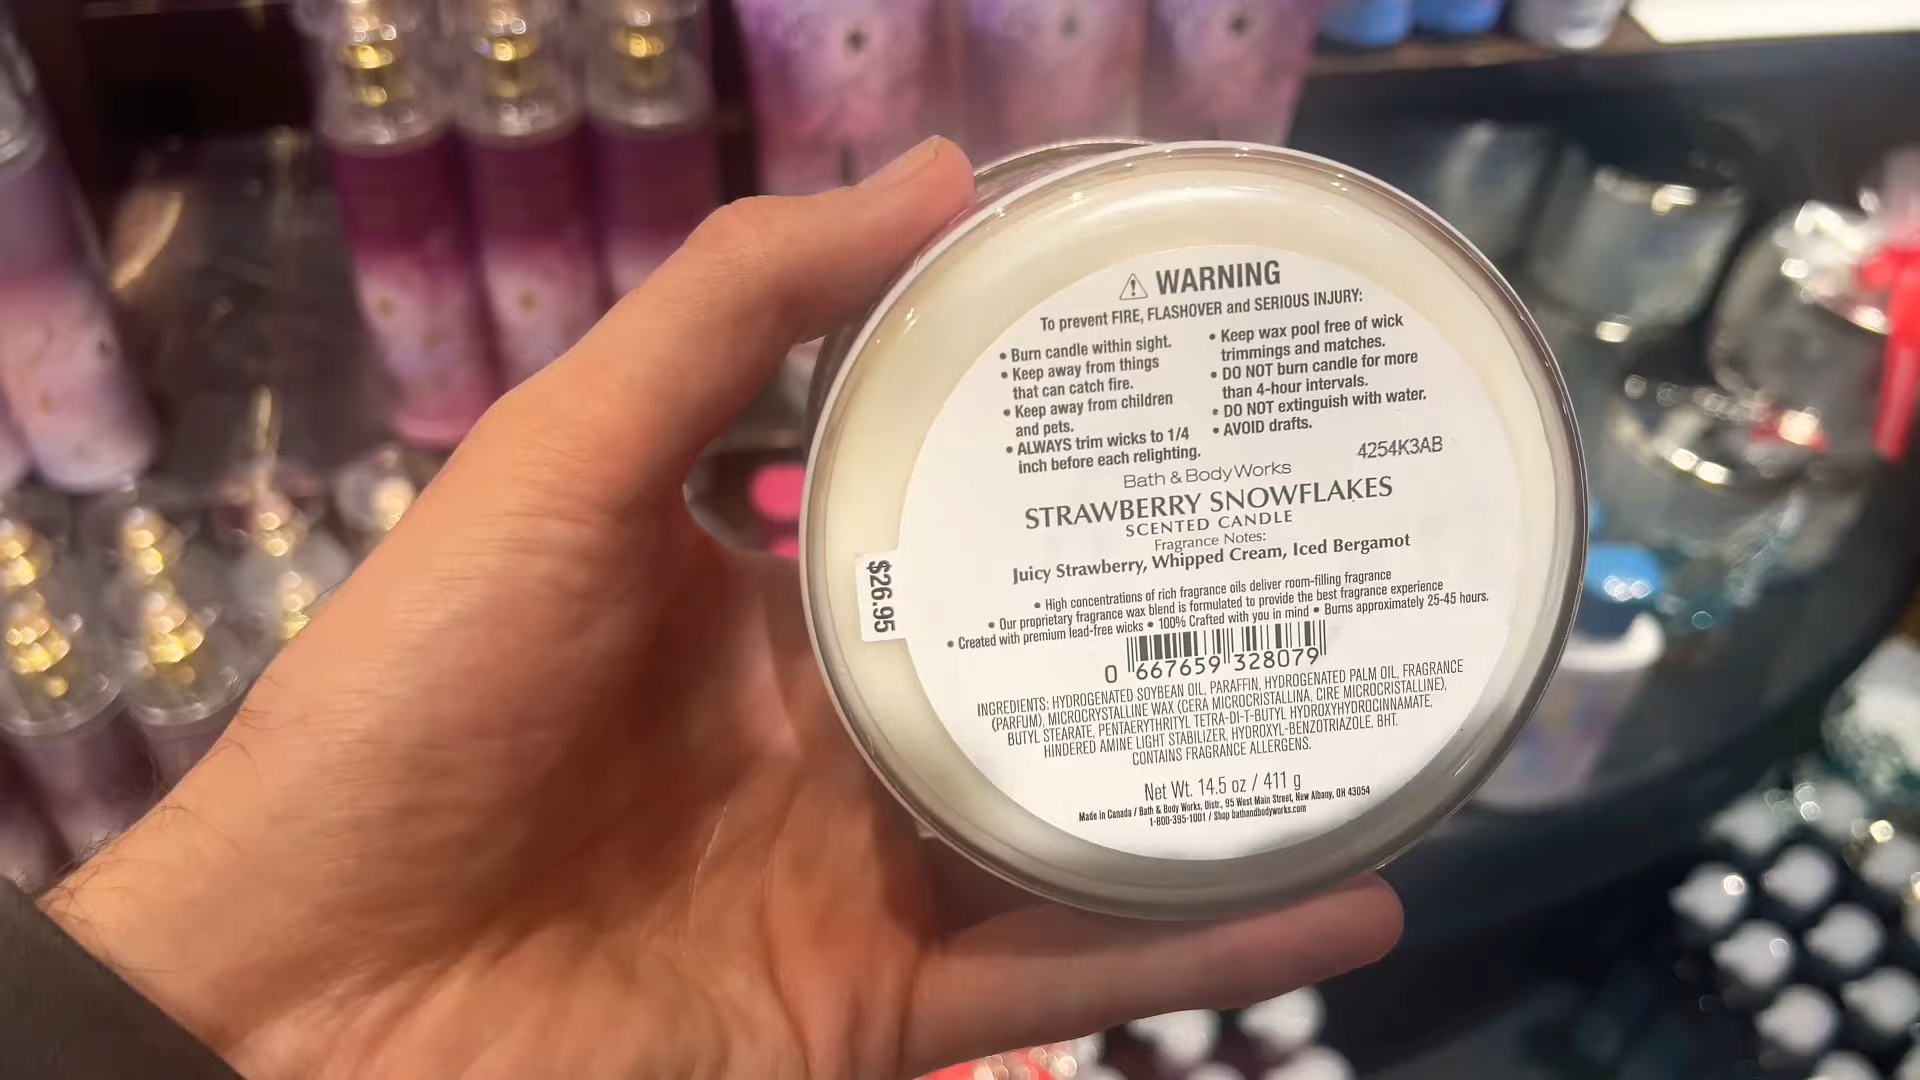 ⚠ WARNING
To prevent FIRE, FLASHOVER and SERIOUS INJURY:
• Burn candle within sight.
• Keep away from things
that can catch fire.
• Keep away from children
and pets.
• ALWAYS trim wicks to 1/4
inch before each relighting.
• Keep wax pool free of wick
trimmings and matches.
• DO NOT burn candle for more
than 4-hour intervals.
• DO NOT extinguish with water.
• AVOID drafts.
4254K3AB
Bath & Body Works
STRAWBERRY SNOWFLAKES
SCENTED CANDLE
Fragrance Notes:
Juicy Strawberry, Whipped Cream, Iced Bergamot
• High concentrations of rich fragrance oils deliver room-filling fragrance
• Our proprietary fragrance wax blend is formulated to provide the best fragrance experience
• Created with premium lead-free wicks • 100% Crafted with you in mind • Burns approximately 25-45 hours.
0 667659 328079
INGREDIENTS: HYDROGENATED SOYBEAN OIL, PARAFFIN, HYDROGENATED PALM OIL, FRAGRANCE
(PARFUM), MICROCRYSTALLINE WAX (CERA MICROCRISTALLINA, CIRE MICROCRISTALLINE),
BUTYL STEARATE, PENTAERYTHRITYL TETRA-DI-T-BUTYL HYDROXYHYDROCINNAMATE,
HINDERED AMINE LIGHT STABILIZER, HYDROXYL-BENZOTRIAZOLE, BHT.
CONTAINS FRAGRANCE ALLERGENS.
Net Wt. 14.5 oz / 411 g
Made in Canada / Bath & Body Works, Distr., 95 West Main Street, New Albany, OH 43054
1-800-395-1001 / Shop bathandbodyworks.com
$26.95